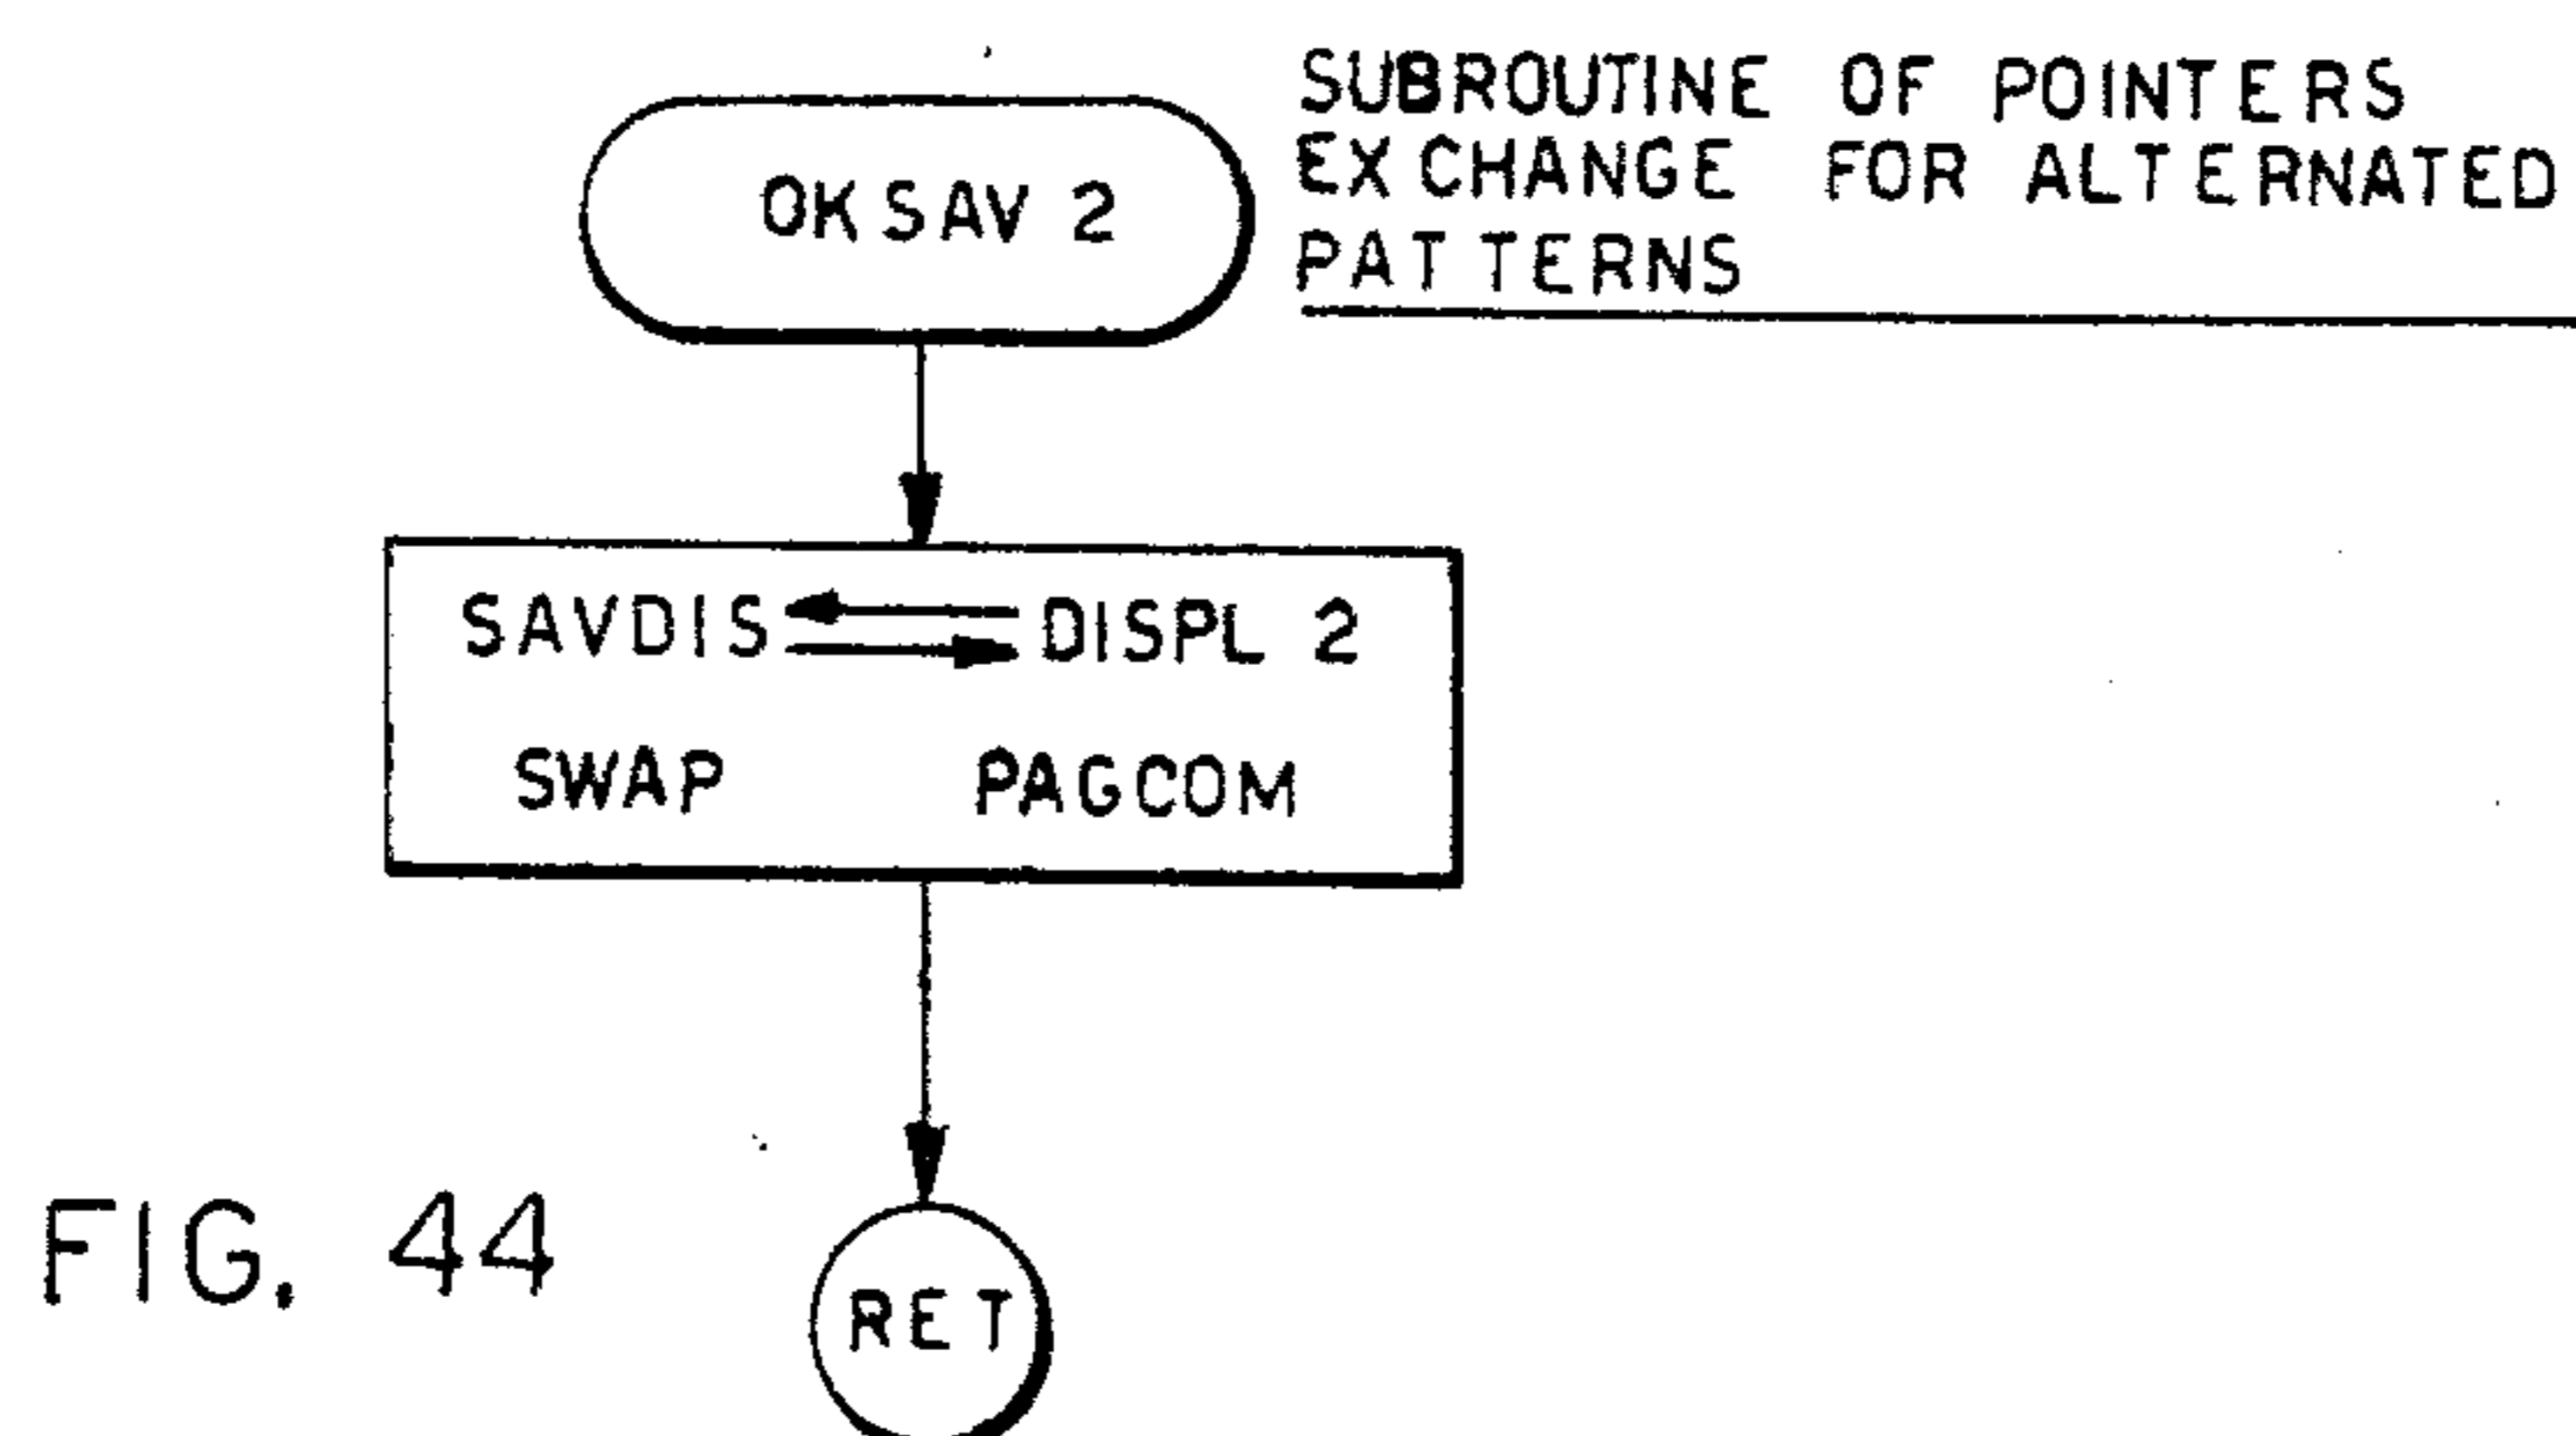 SUBROUTINE OF POINTERS
EXCHANGE FOR ALTERNATED
PATTERNS
OKSAV 2
SAVDIS DISPL 2
SWAP PAGCOM
RET
FIG. 44